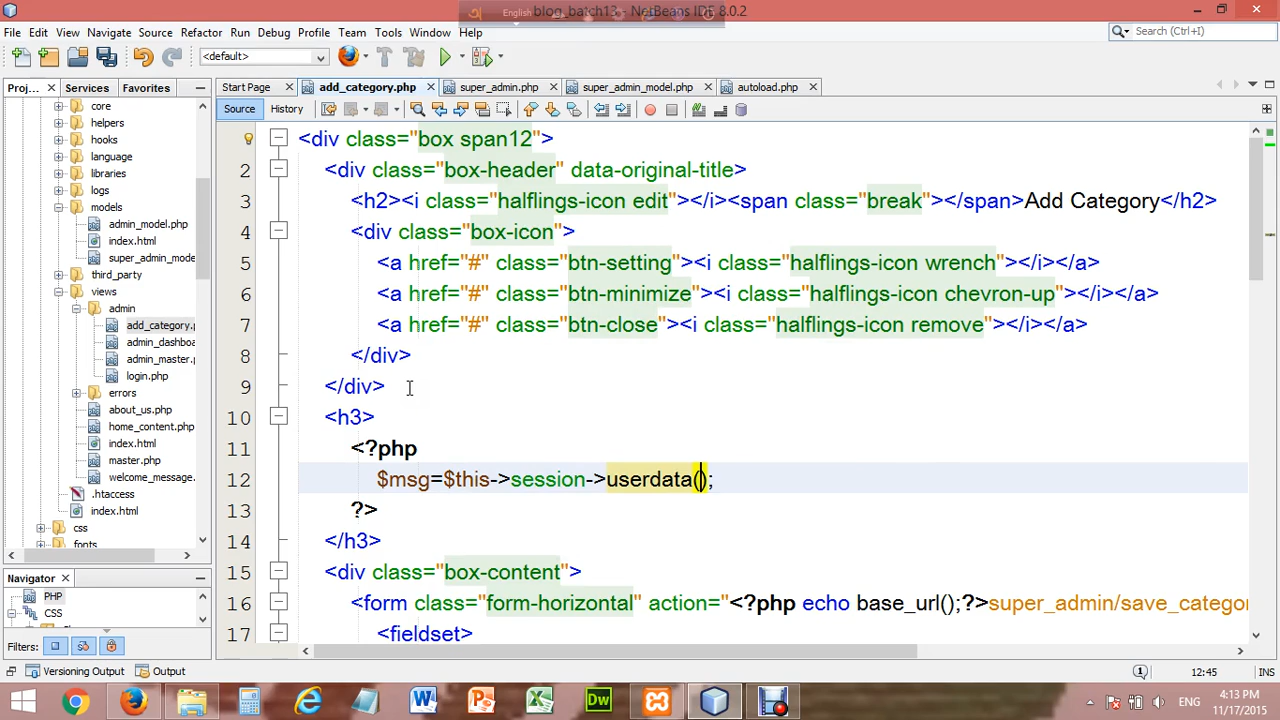 English
blog_batch13 - NetBeans IDE 8.0.2
File Edit View Navigate Source Refactor Run Debug Profile Team Tools Window Help
Search (Ctrl+I)
<default>
Proj... Services Favorites
Start Page add_category.php super_admin.php super_admin_model.php autoload.php
Source History
core
helpers
hooks
language
libraries
logs
models
admin_model.php
index.html
super_admin_mode
third_party
views
admin
add_category.p
admin_dashboa
admin_master.p
login.php
errors
about_us.php
home_content.php
index.html
master.php
welcome_message.
.htaccess
index.html
css
fonts
<div class="box span12">
2 <div class="box-header" data-original-title>
3 <h2><i class="halflings-icon edit"></i><span class="break"></span>Add Category</h2>
4 <div class="box-icon">
5 <a href="#" class="btn-setting"><i class="halflings-icon wrench"></i></a>
6 <a href="#" class="btn-minimize"><i class="halflings-icon chevron-up"></i></a>
7 <a href="#" class="btn-close"><i class="halflings-icon remove"></i></a>
8 </div>
9 </div>
10 <h3>
11 <?php
12 $msg=$this->session->userdata();
13 ?>
14 </h3>
15 <div class="box-content">
16 <form class="form-horizontal" action="<?php echo base_url();?>super_admin/save_catego
17 <fieldset>
Navigator
PHP
CSS
Filters:
Versioning Output Output
1 12:45 INS
ENG
4:13 PM
11/17/2015